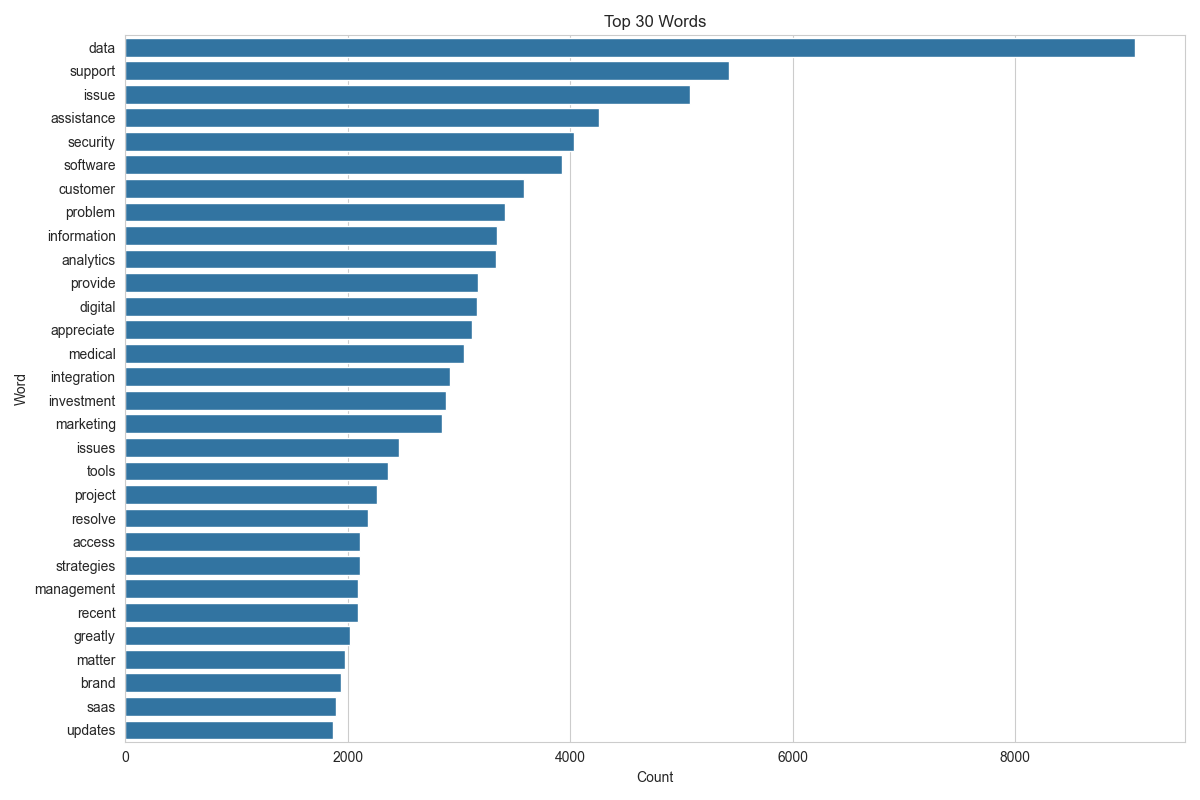 Top 30 Words
data
support
issue
assistance
security
software
customer
problem
information
analytics
provide
digital
appreciate
medical
integration
investment
marketing
issues
tools
project
resolve
access
strategies
management
recent
greatly
matter
brand
saas
updates
Word
0 2000 4000 6000 8000
Count